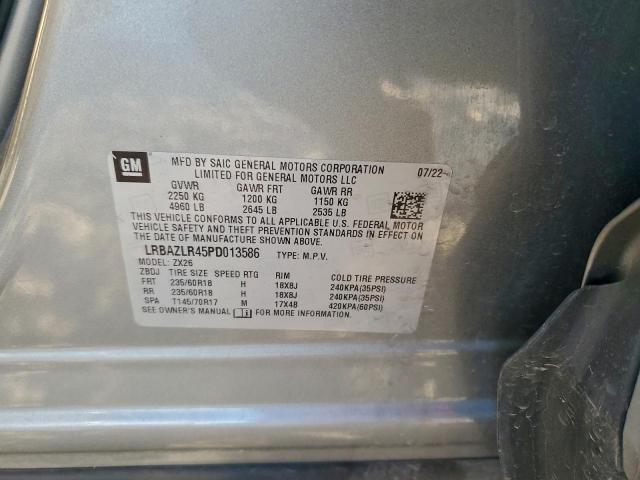 GM
MFD BY SAIC GENERAL MOTORS CORPORATION 07/22
LIMITED FOR GENERAL MOTORS LLC
GVWR GAWR FRT GAWR RR
2250 KG 1200 KG 1150 KG
4960 LB 2645 LB 2535 LB
THIS VEHICLE CONFORMS TO ALL APPLICABLE U.S. FEDERAL MOTOR
VEHICLE SAFETY AND THEFT PREVENTION STANDARDS IN EFFECT ON
THE DATE OF MANUFACTURE SHOWN ABOVE.
LRBAZLR45PD013586 TYPE: M.P.V.
MODEL: ZX26
ZBDJ TIRE SIZE SPEED RTG RIM COLD TIRE PRESSURE
FRT 235/60R18 H 18X8J 240KPA(35PSI)
RR 235/60R18 H 18X8J 240KPA(35PSI)
SPA T145/70R17 M 17X4B 420KPA(60PSI)
SEE OWNER'S MANUAL FOR MORE INFORMATION